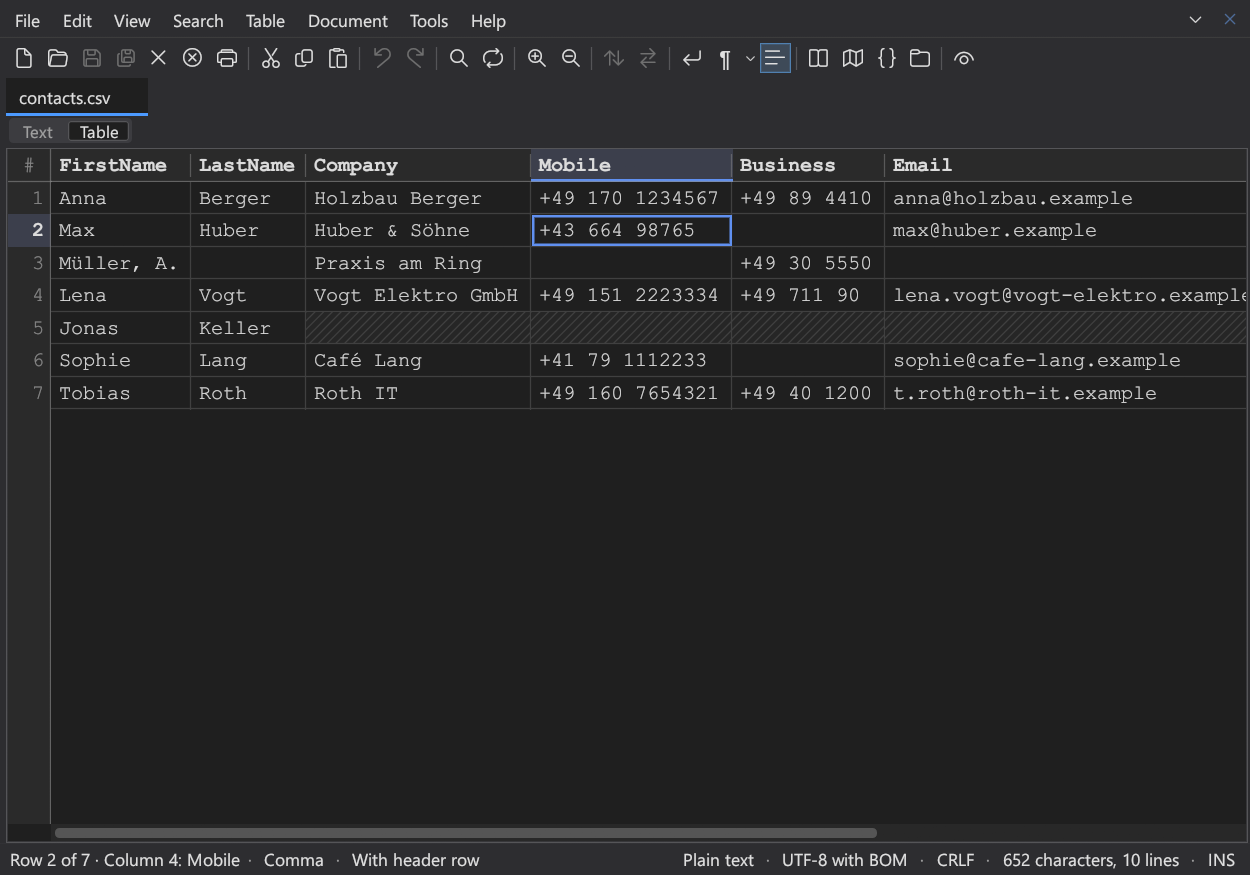 File Edit View Search Table Document Tools Help
contacts.csv
Text Table
# FirstName LastName Company Mobile Business Email
1 Anna Berger Holzbau Berger +49 170 1234567 +49 89 4410 anna@holzbau.example
2 Max Huber Huber & Söhne +43 664 98765 max@huber.example
3 Müller, A. Praxis am Ring +49 30 5550
4 Lena Vogt Vogt Elektro GmbH +49 151 2223334 +49 711 90 lena.vogt@vogt-elektro.example
5 Jonas Keller
6 Sophie Lang Café Lang +41 79 1112233 sophie@cafe-lang.example
7 Tobias Roth Roth IT +49 160 7654321 +49 40 1200 t.roth@roth-it.example
Row 2 of 7 · Column 4: Mobile · Comma · With header row Plain text · UTF-8 with BOM · CRLF · 652 characters, 10 lines · INS